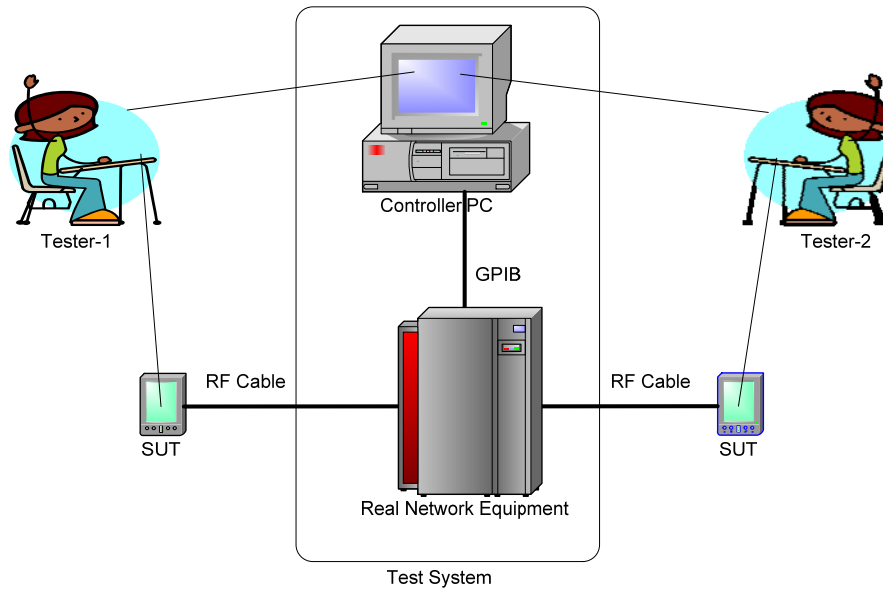 Controller PC
Tester-1
Tester-2
GPIB
RF Cable
RF Cable
SUT
SUT
Real Network Equipment
Test System